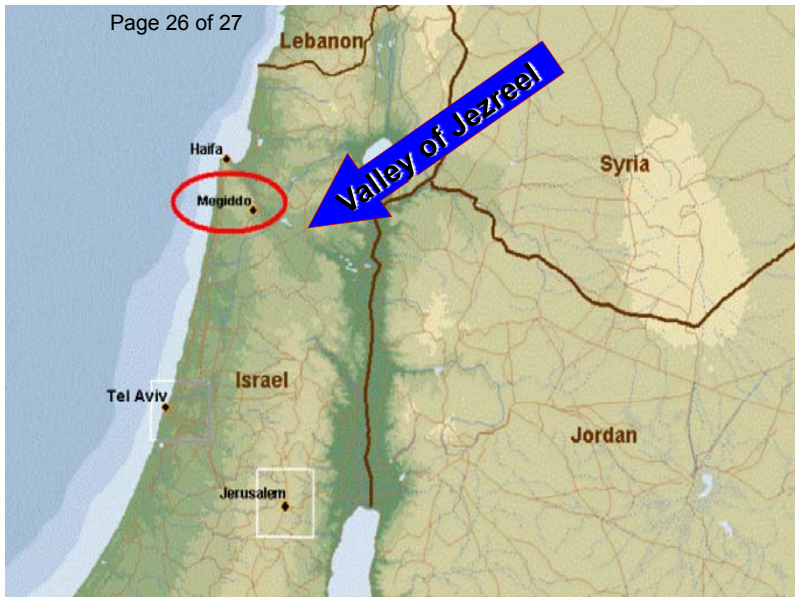 Page 26 of 27
Lebanon
Valley of Jezreel
Haifa
Syria
Megiddo
Israel
Tel Aviv
Jordan
Jerusalem